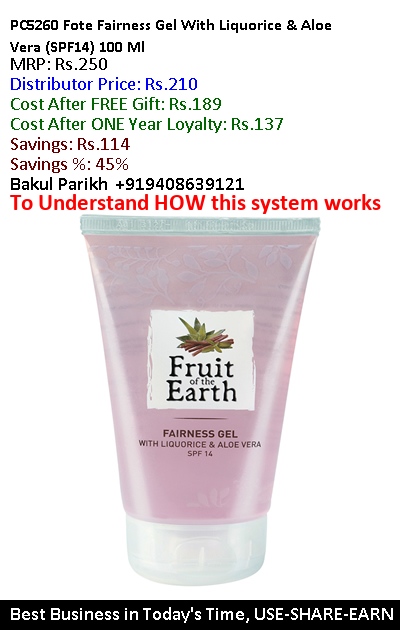 PC5260 Fote Fairness Gel With Liquorice & Aloe
Vera (SPF14) 100 Ml
MRP: Rs.250
Distributor Price: Rs.210
Cost After FREE Gift: Rs.189
Cost After ONE Year Loyalty: Rs.137
Savings: Rs.114
Savings %: 45%
Bakul Parikh +919408639121
To Understand HOW this system works
Fruit
of the
Earth
FAIRNESS GEL
WITH LIQUORICE & ALOE VERA
SPF 14
Best Business in Today's Time, USE-SHARE-EARN